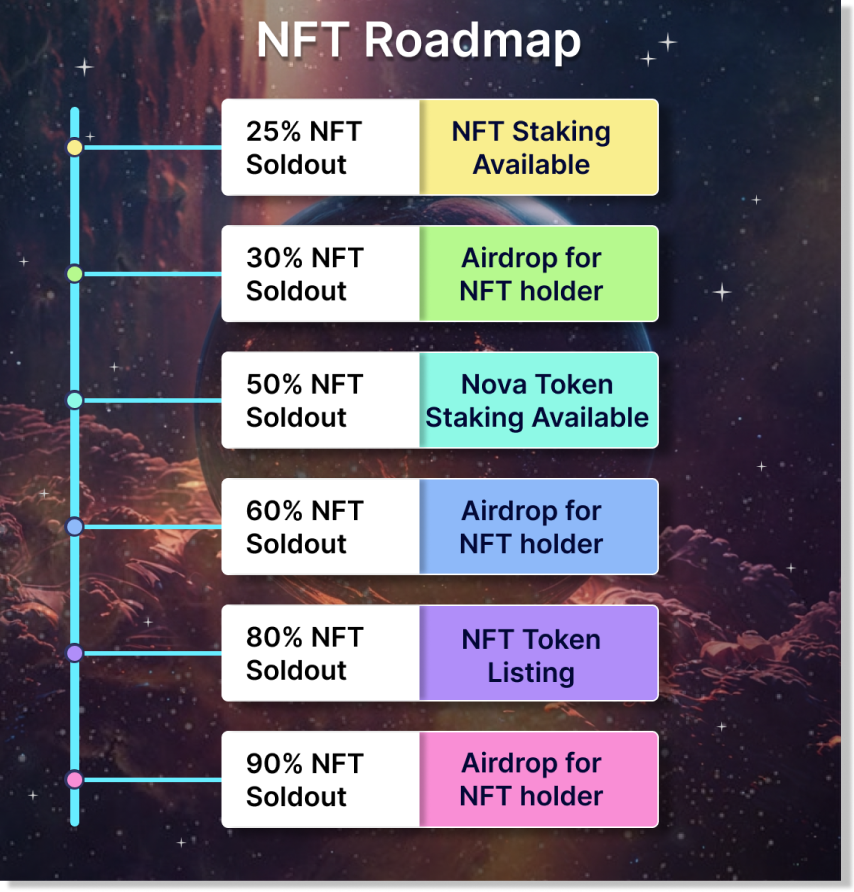 NFT Roadmap
25% NFT
Soldout
NFT Staking
Available
30% NFT
Soldout
Airdrop for
NFT holder
50% NFT
Soldout
Nova Token
Staking Available
60% NFT
Soldout
Airdrop for
NFT holder
80% NFT
Soldout
NFT Token
Listing
90% NFT
Soldout
Airdrop for
NFT holder